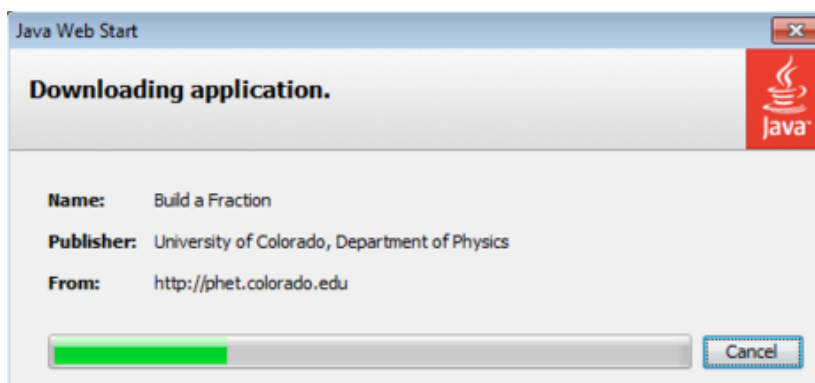 Java Web Start
Downloading application.
Java
Name: Build a Fraction
Publisher: University of Colorado, Department of Physics
From: http://phet.colorado.edu
Cancel